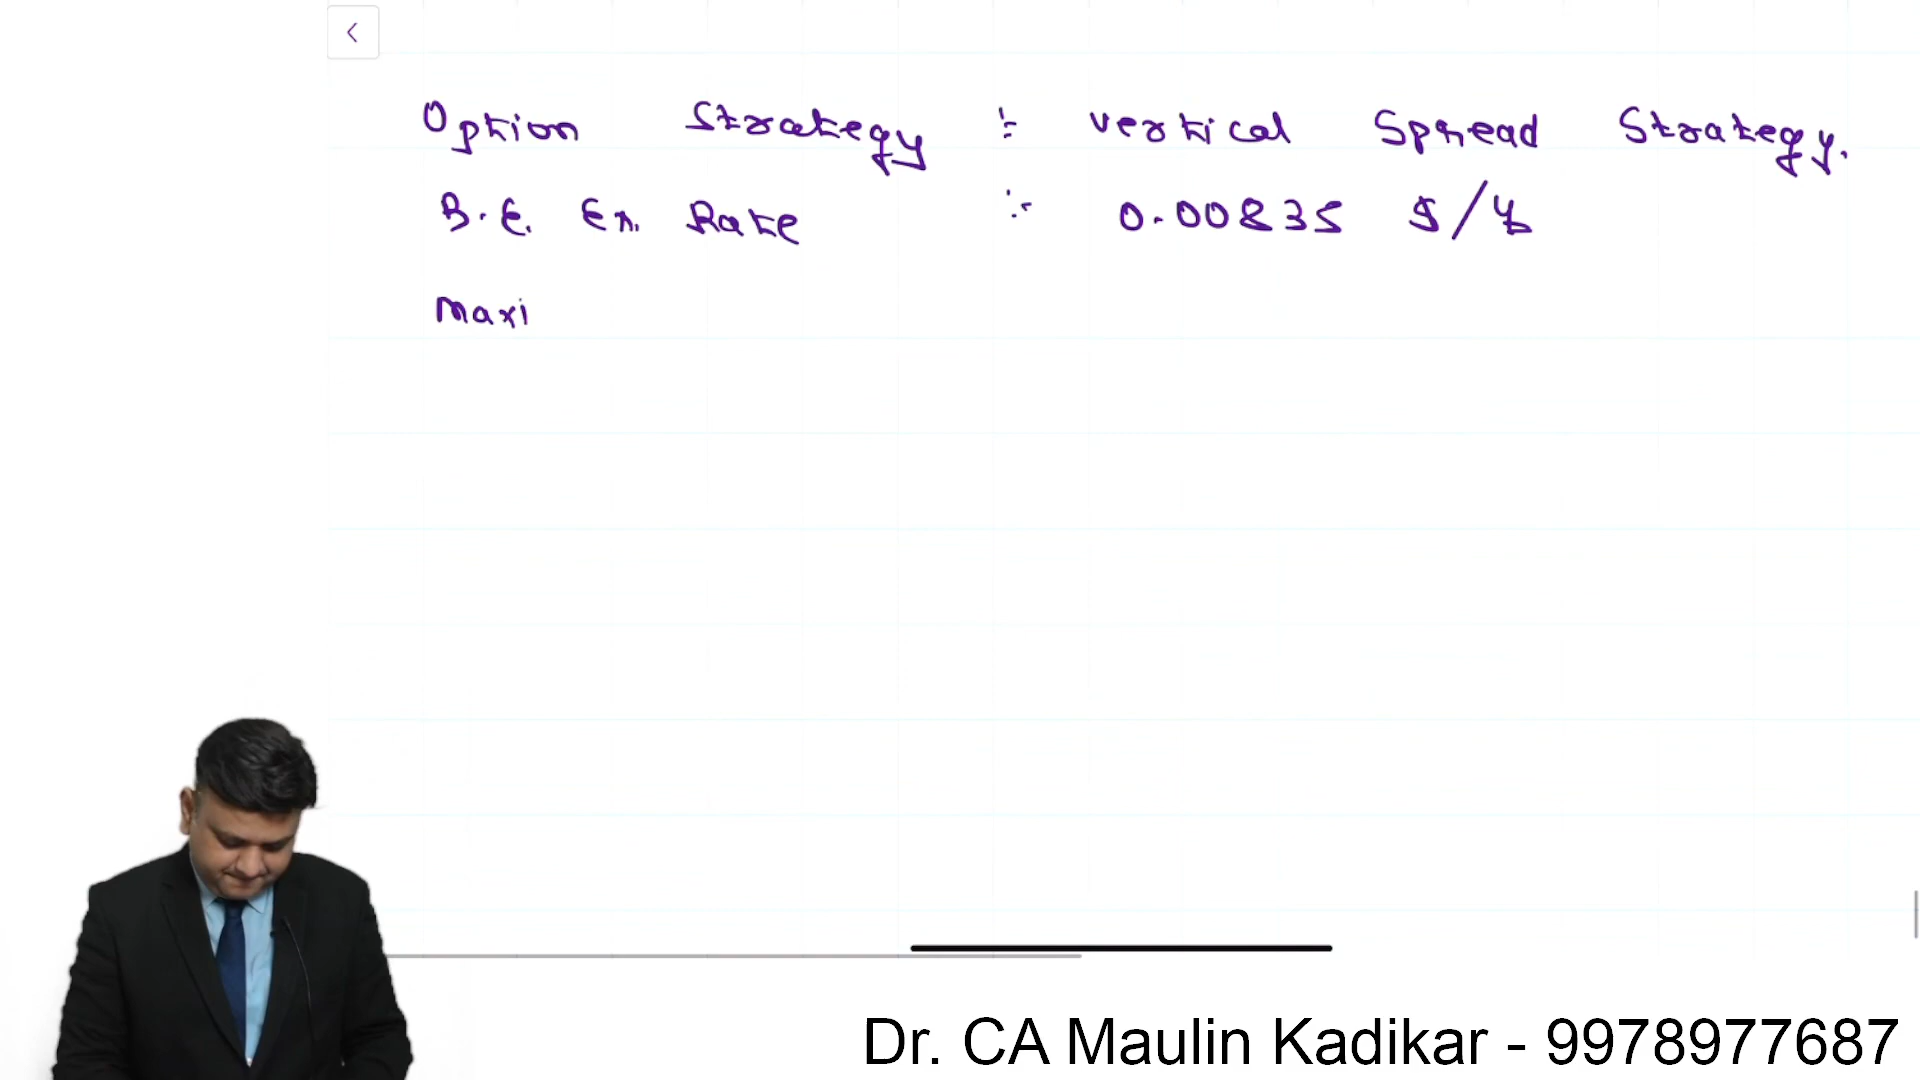 Option Strategy :- Vertical Spread Strategy.
B.E. Ex. Rate :- 0.00835 $/¥
Maxi
Dr. CA Maulin Kadikar - 9978977687